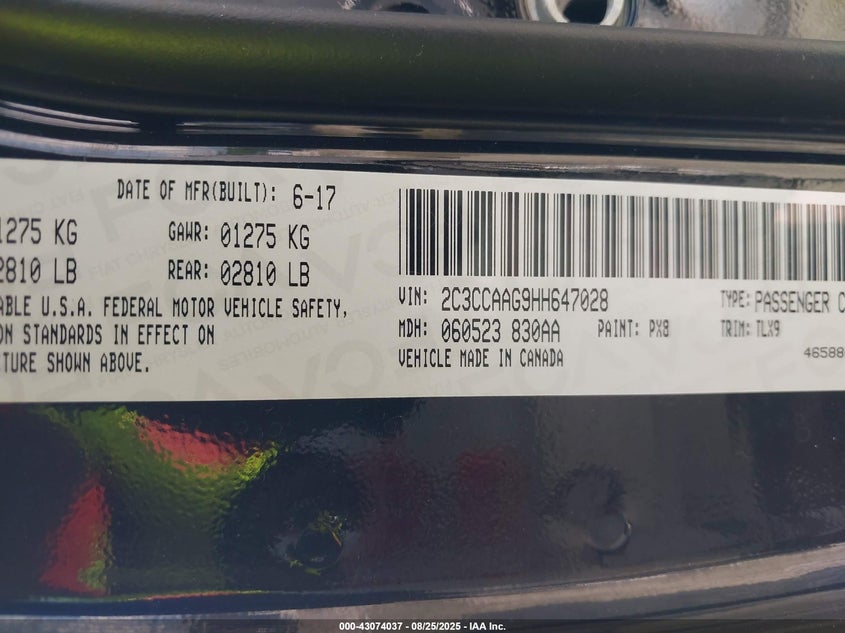 DATE OF MFR(BUILT): 6-17
1275 KG GAWR: 01275 KG
2810 LB REAR: 02810 LB
ABLE U.S.A. FEDERAL MOTOR VEHICLE SAFETY,
ON STANDARDS IN EFFECT ON
CTURE SHOWN ABOVE.
VIN: 2C3CCAAG9HH647028 TYPE: PASSENGER C
MDH: 060523 830AA PAINT: PX8 TRIM: TLX9
VEHICLE MADE IN CANADA 46588
000-43074037 - 08/25/2025 - IAA Inc.